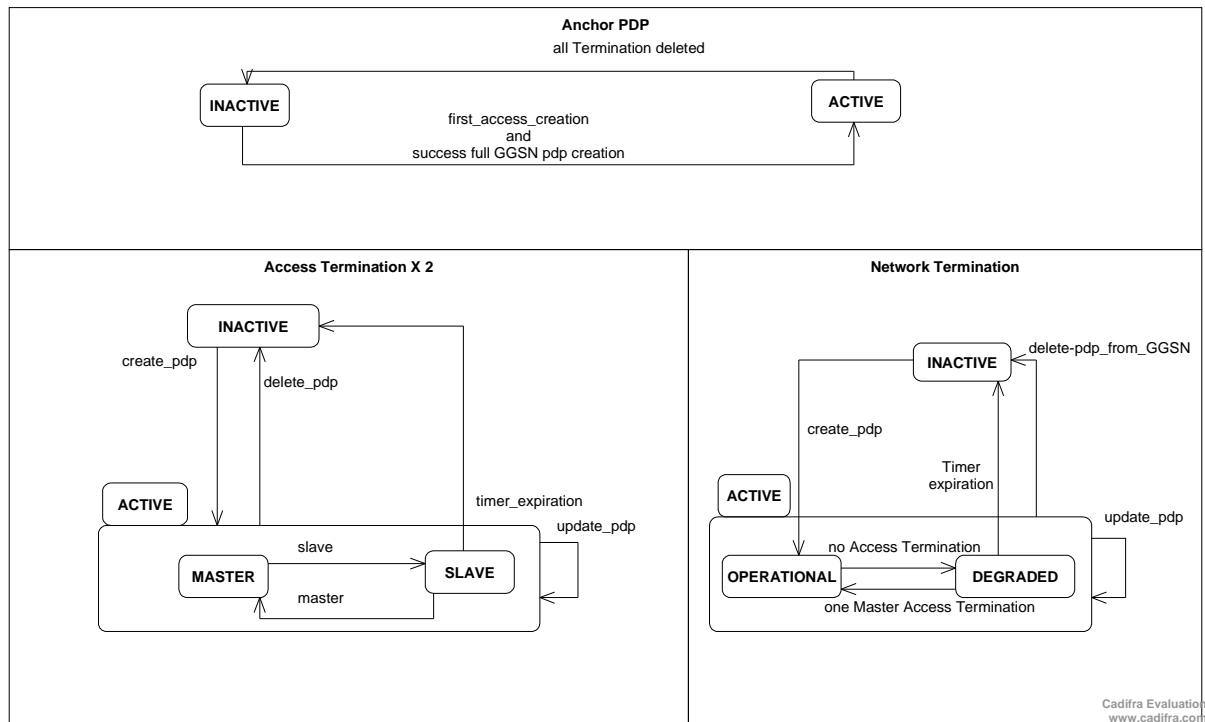 Anchor PDP
all Termination deleted
INACTIVE
ACTIVE
first_access_creation
and
success full GGSN pdp creation
Access Termination X 2
INACTIVE
create_pdp
delete_pdp
ACTIVE
timer_expiration
update_pdp
slave
MASTER
SLAVE
master
Network Termination
delete-pdp_from_GGSN
INACTIVE
create_pdp
Timer
expiration
ACTIVE
update_pdp
no Access Termination
OPERATIONAL
DEGRADED
one Master Access Termination
Cadifra Evaluation
www.cadifra.com